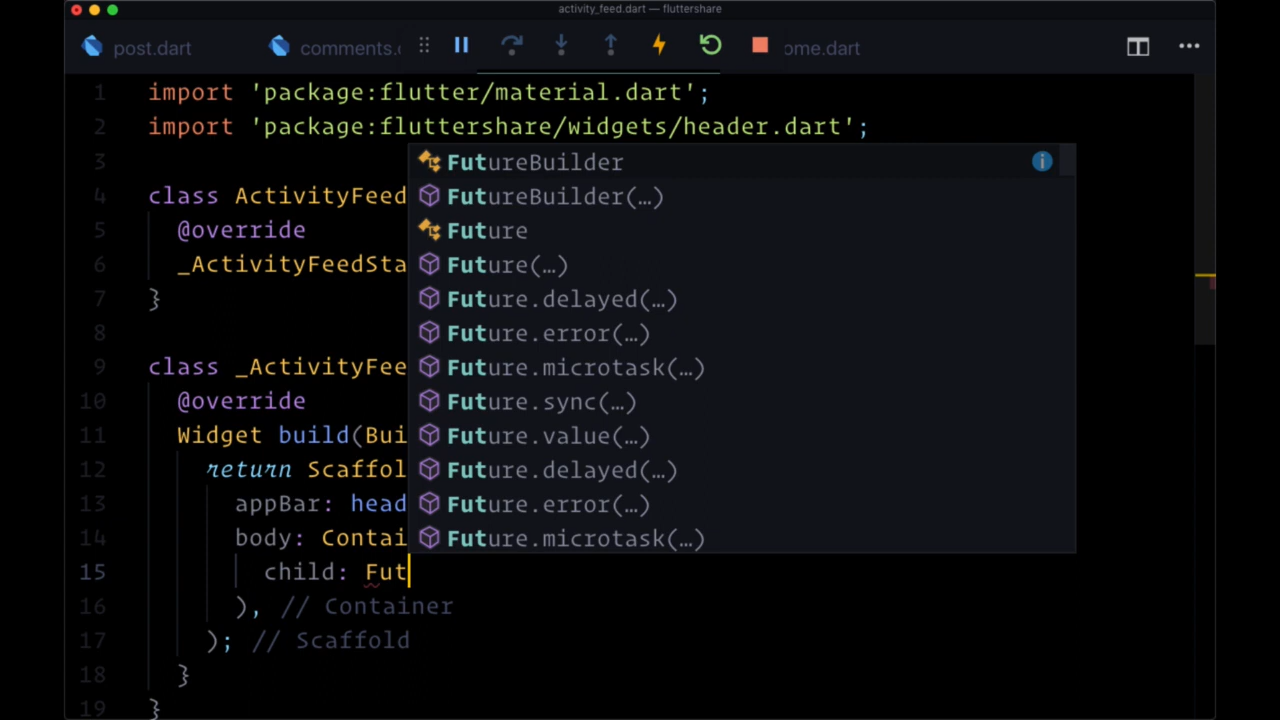 activity_feed.dart — fluttershare
post.dart
comments.
ome.dart
1 import 'package:flutter/material.dart';
2 import 'package:fluttershare/widgets/header.dart';
3
4 class ActivityFeed
5 @override
6 _ActivityFeedSta
7 }
8
9 class _ActivityFee
10 @override
11 Widget build(Bui
12 return Scaffol
13 appBar: head
14 body: Contai
15 child: Fut
16 ), // Container
17 ); // Scaffold
18 }
19 }
FutureBuilder
FutureBuilder(…)
Future
Future(…)
Future.delayed(…)
Future.error(…)
Future.microtask(…)
Future.sync(…)
Future.value(…)
Future.delayed(…)
Future.error(…)
Future.microtask(…)